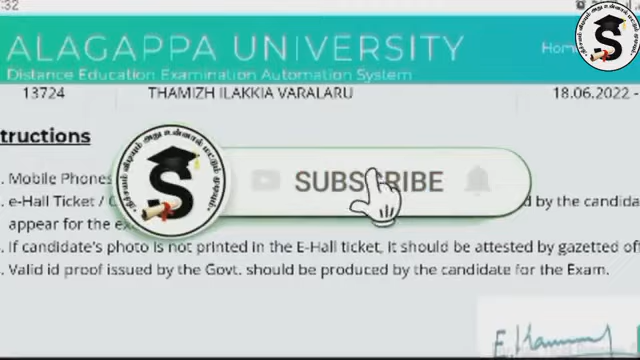 :32
ALAGAPPA UNIVERSITY
Distance Education Examination Automation System
13724 THAMIZH ILAKKIA VARALARU 18.06.2022 -
tructions
. Mobile Phones
. e-Hall Ticket / d by the candida
appear for the ex
. If candidate's photo is not printed in the E-Hall ticket, it should be attested by gazetted of
. Valid id proof issued by the Govt. should be produced by the candidate for the Exam.
S
SUBSCRIBE
S